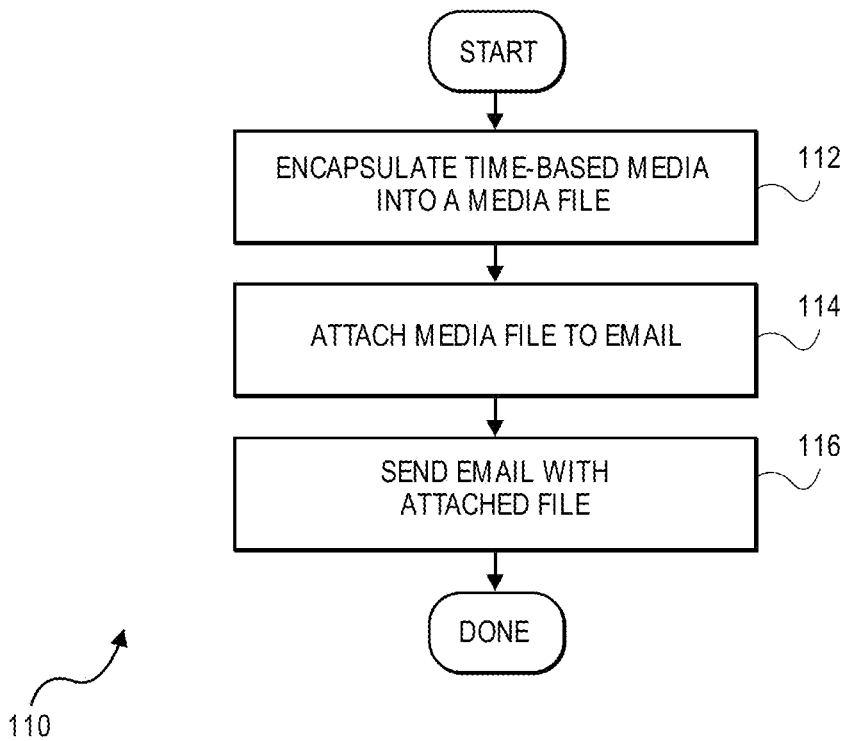 START
ENCAPSULATE TIME-BASED MEDIA
INTO A MEDIA FILE
112
ATTACH MEDIA FILE TO EMAIL
114
SEND EMAIL WITH
ATTACHED FILE
116
DONE
110